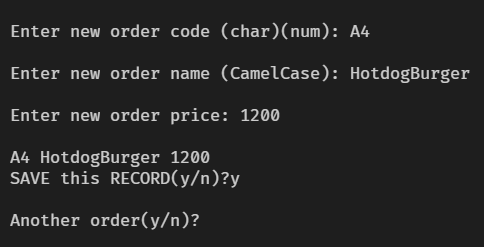 Enter new order code (char)(num): A4
Enter new order name (CamelCase): HotdogBurger
Enter new order price: 1200
A4 HotdogBurger 1200
SAVE this RECORD(y/n)?y
Another order(y/n)?